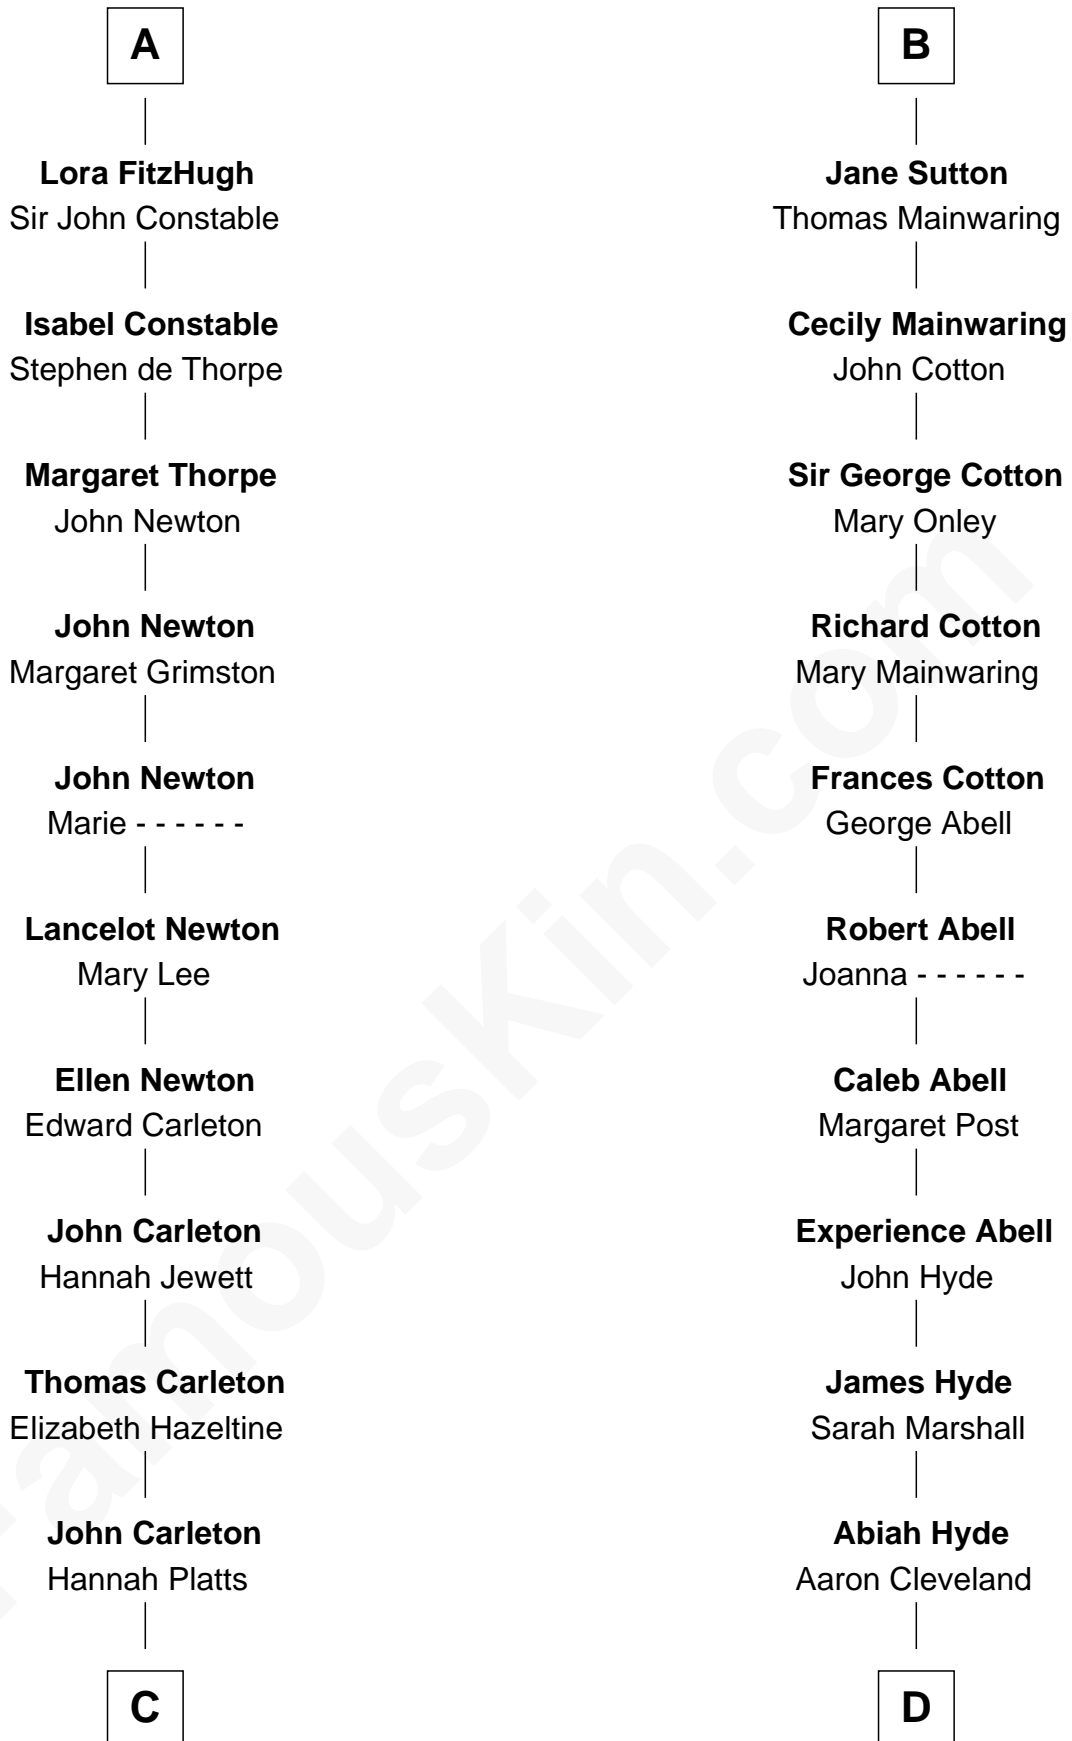 A
B
Lora FitzHugh
Sir John Constable
Jane Sutton
Thomas Mainwaring
Isabel Constable
Stephen de Thorpe
Cecily Mainwaring
John Cotton
Margaret Thorpe
John Newton
Sir George Cotton
Mary Onley
John Newton
Margaret Grimston
Richard Cotton
Mary Mainwaring
John Newton
Marie - - - - - -
Frances Cotton
George Abell
Lancelot Newton
Mary Lee
Robert Abell
Joanna - - - - - -
Ellen Newton
Edward Carleton
Caleb Abell
Margaret Post
John Carleton
Hannah Jewett
Experience Abell
John Hyde
Thomas Carleton
Elizabeth Hazeltine
James Hyde
Sarah Marshall
John Carleton
Hannah Platts
Abiah Hyde
Aaron Cleveland
C
D
FamousKin.com